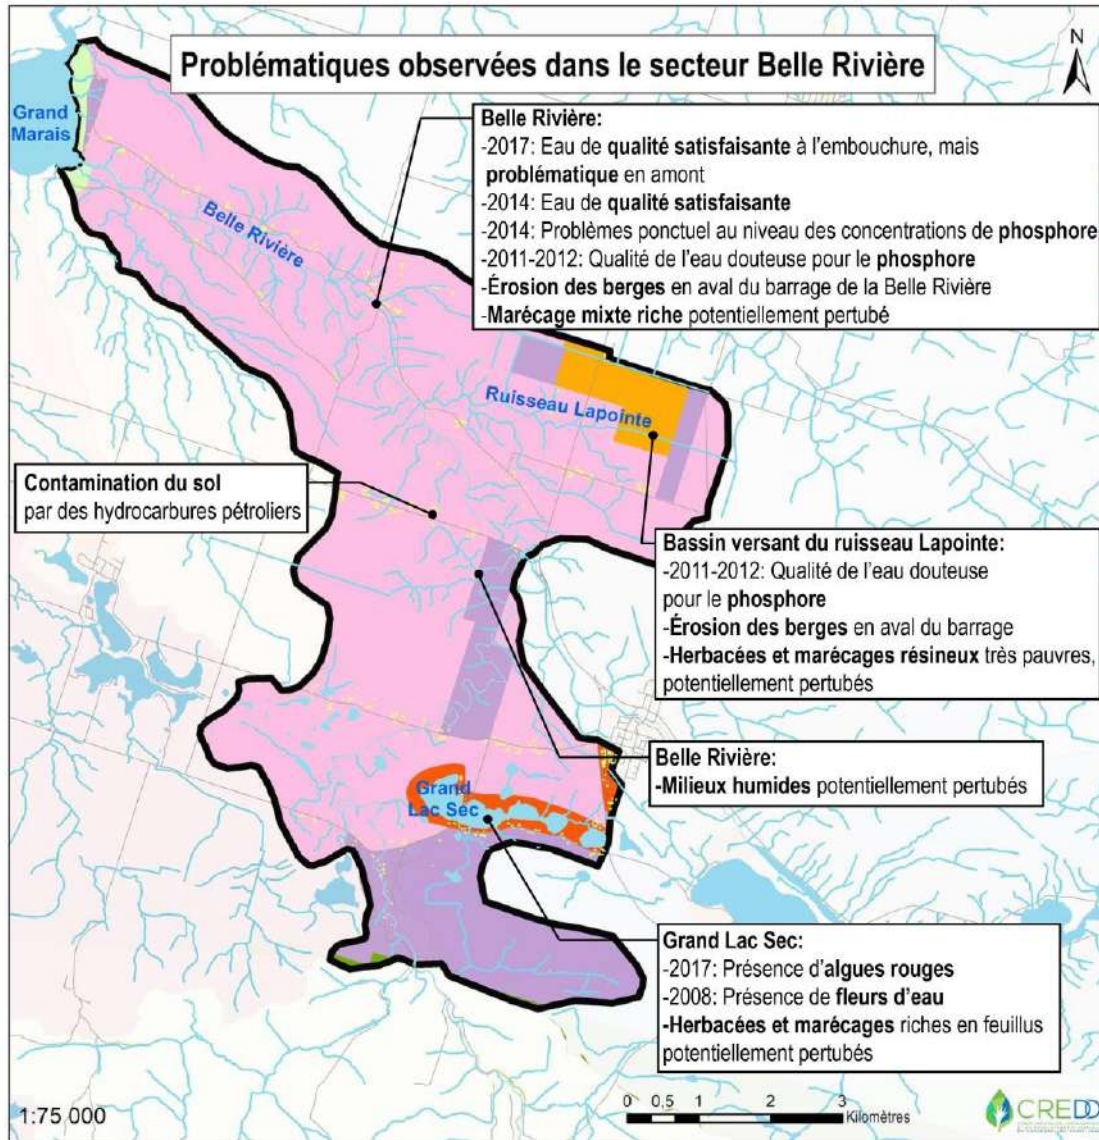 Problématiques observées dans le secteur Belle Rivière
N
Grand
Marais
Belle Rivière:
-2017: Eau de qualité satisfaisante à l'embouchure, mais
problématique en amont
-2014: Eau de qualité satisfaisante
-2014: Problèmes ponctuel au niveau des concentrations de phosphore
-2011-2012: Qualité de l'eau douteuse pour le phosphore
-Érosion des berges en aval du barrage de la Belle Rivière
-Marécage mixte riche potentiellement pertubé
Belle Rivière
Ruisseau Lapointe
Contamination du sol
par des hydrocarbures pétroliers
Bassin versant du ruisseau Lapointe:
-2011-2012: Qualité de l'eau douteuse
pour le phosphore
-Érosion des berges en aval du barrage
-Herbacées et marécages résineux très pauvres,
potentiellement pertubés
Belle Rivière:
-Milieux humides potentiellement pertubés
Grand
Lac Sec
Grand Lac Sec:
-2017: Présence d'algues rouges
-2008: Présence de fleurs d'eau
-Herbacées et marécages riches en feuillus
potentiellement pertubés
1:75 000
0 0,5 1 2 3
Kilomètres
CREDD